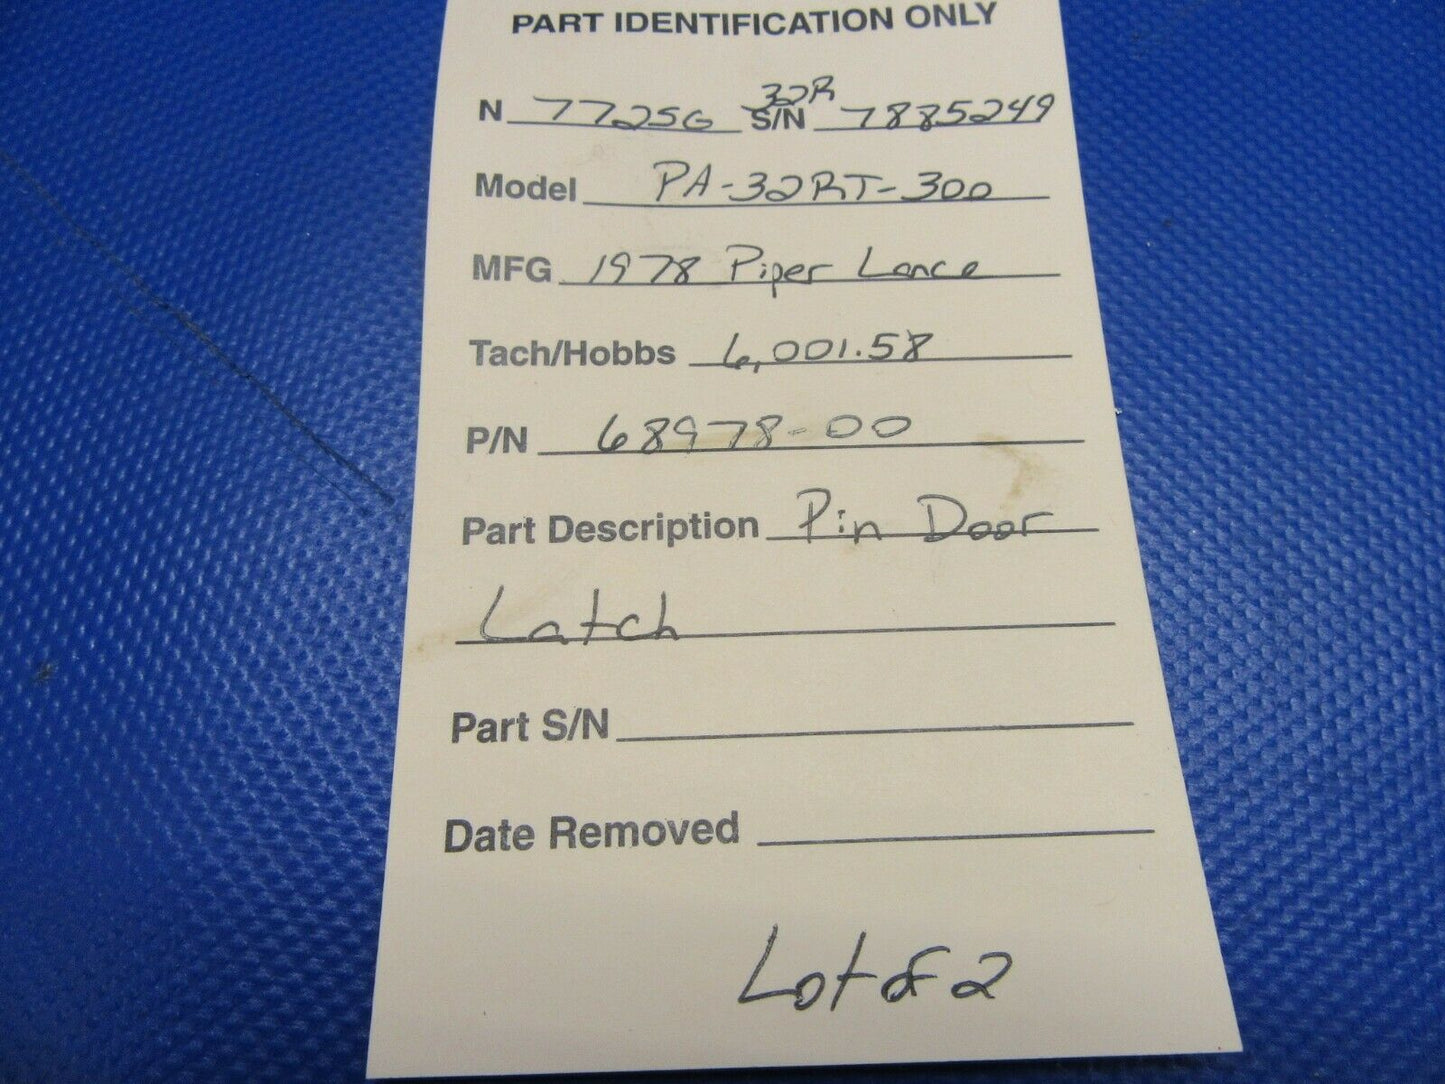 PART IDENTIFICATION ONLY
N 7725G S/N 32R 7885249
Model PA-32RT-300
MFG 1978 Piper Lance
Tach/Hobbs 6,001.58
P/N 68978-00
Part Description Pin Door
Latch
Part S/N
Date Removed
Lot of 2